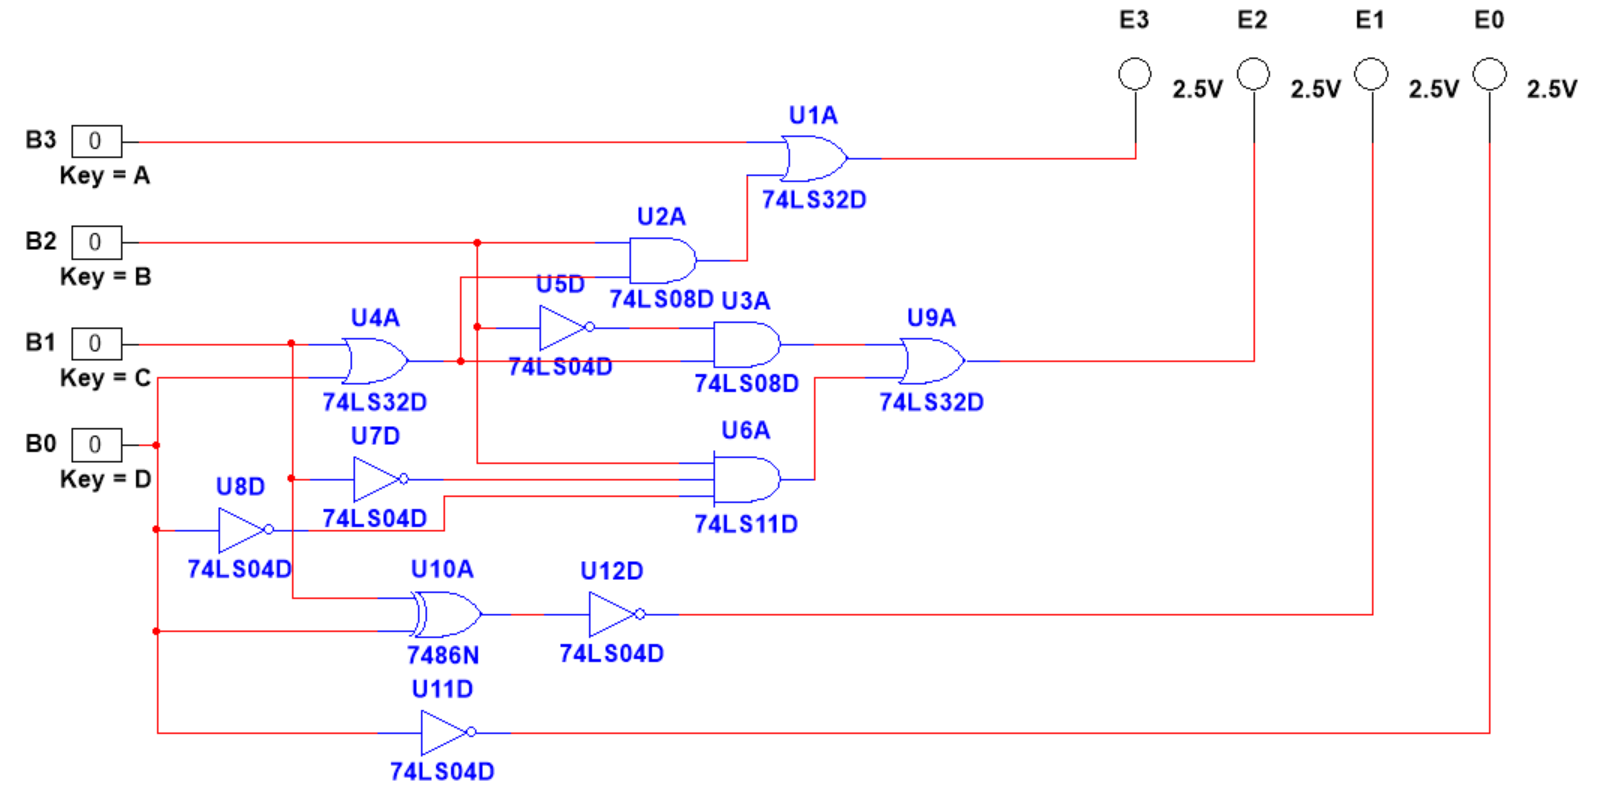 E3 E2 E1 E0
2.5V 2.5V 2.5V 2.5V
U1A
B3 0
Key = A
74LS32D
U2A
B2 0
Key = B
U5D
74LS08D U3A
U4A U9A
B1 0
74LS04D
Key = C
74LS08D
74LS32D 74LS32D
U7D U6A
B0 0
Key = D
U8D
74LS04D 74LS11D
74LS04D
U10A U12D
7486N 74LS04D
U11D
74LS04D